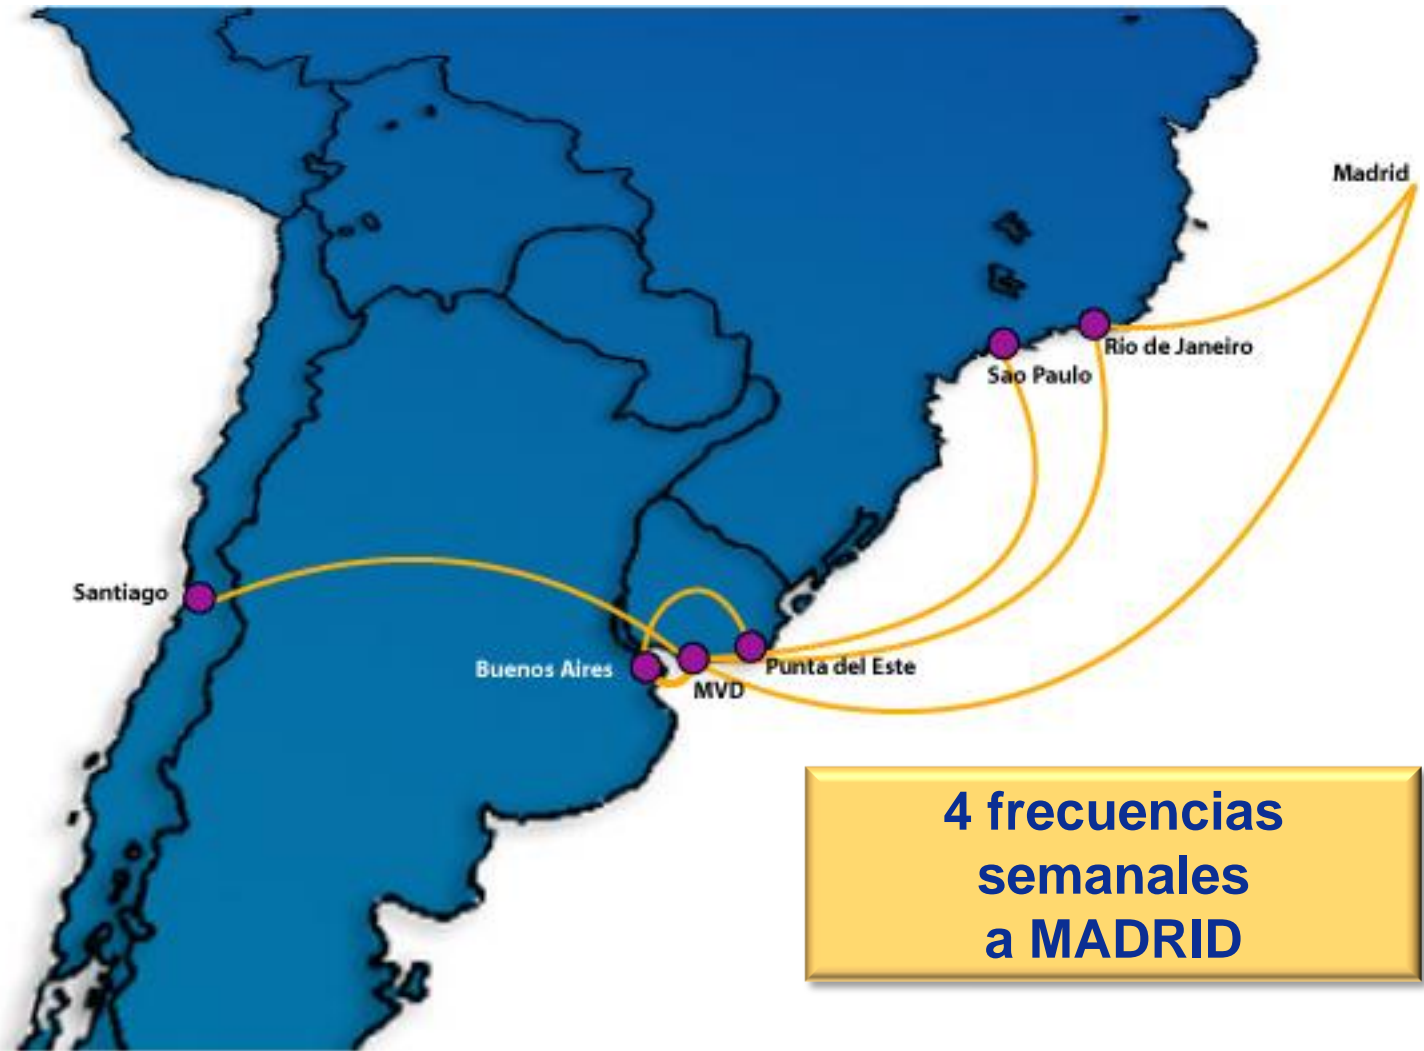 Madrid
Rio de Janeiro
Sao Paulo
Santiago
Buenos Aires
Punta del Este
MVD
4 frecuencias
semanales
a MADRID